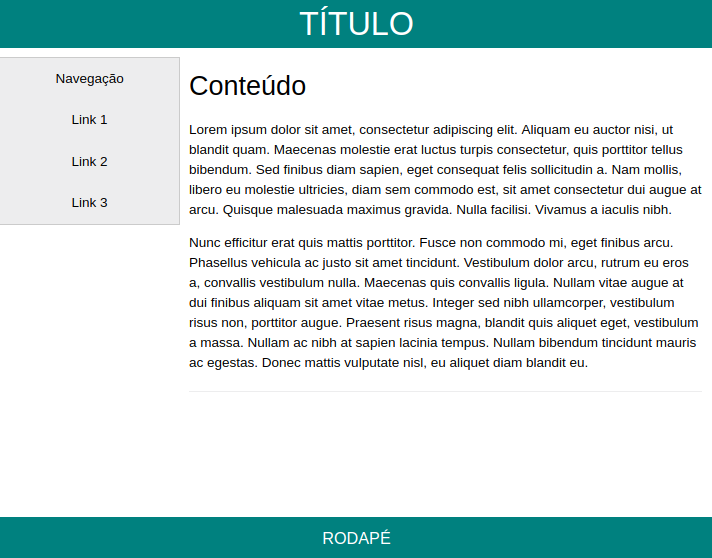 TÍTULO
Navegação
Link 1
Link 2
Link 3
Conteúdo
Lorem ipsum dolor sit amet, consectetur adipiscing elit. Aliquam eu auctor nisi, ut
blandit quam. Maecenas molestie erat luctus turpis consectetur, quis porttitor tellus
bibendum. Sed finibus diam sapien, eget consequat felis sollicitudin a. Nam mollis,
libero eu molestie ultricies, diam sem commodo est, sit amet consectetur dui augue at
arcu. Quisque malesuada maximus gravida. Nulla facilisi. Vivamus a iaculis nibh.
Nunc efficitur erat quis mattis porttitor. Fusce non commodo mi, eget finibus arcu.
Phasellus vehicula ac justo sit amet tincidunt. Vestibulum dolor arcu, rutrum eu eros
a, convallis vestibulum nulla. Maecenas quis convallis ligula. Nullam vitae augue at
dui finibus aliquam sit amet vitae metus. Integer sed nibh ullamcorper, vestibulum
risus non, porttitor augue. Praesent risus magna, blandit quis aliquet eget, vestibulum
a massa. Nullam ac nibh at sapien lacinia tempus. Nullam bibendum tincidunt mauris
ac egestas. Donec mattis vulputate nisl, eu aliquet diam blandit eu.
RODAPÉ